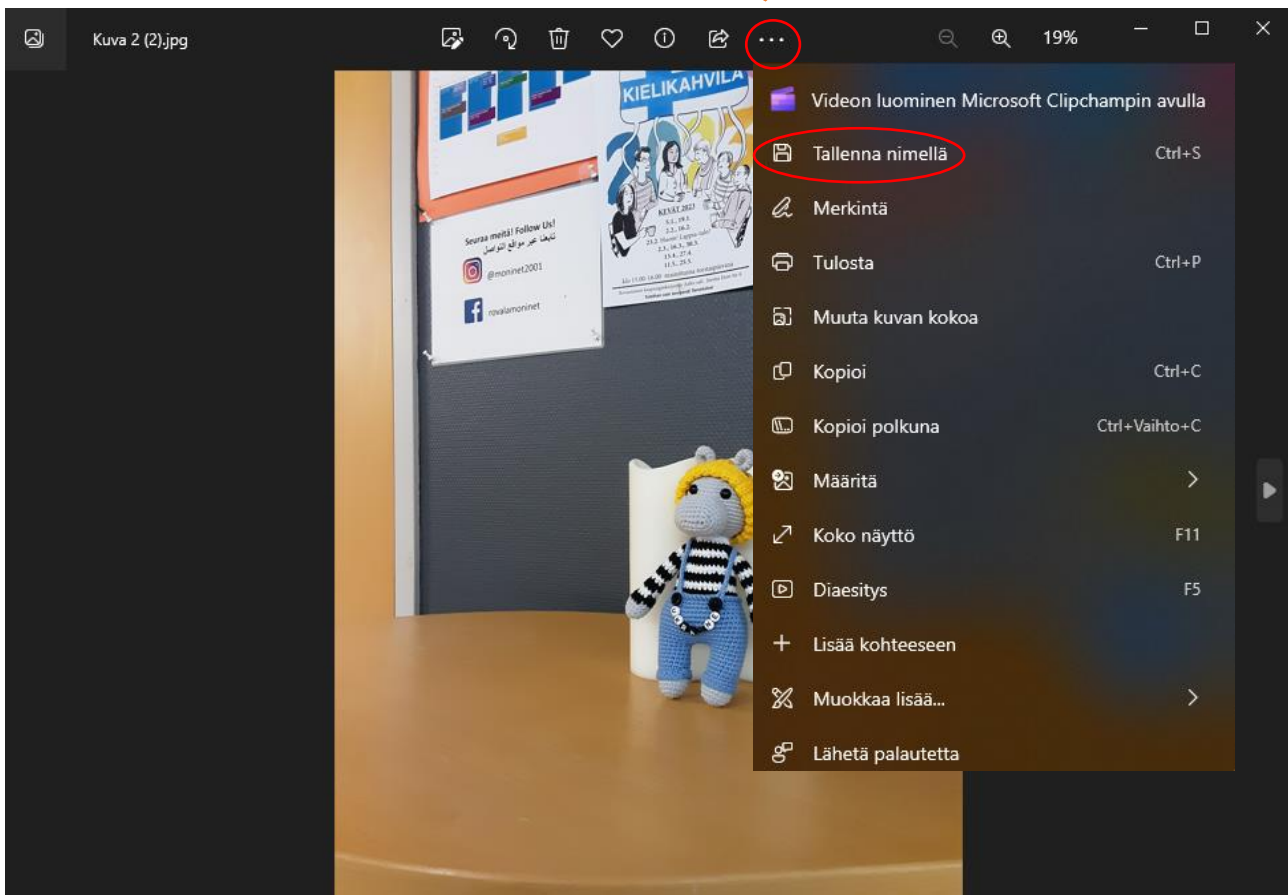 Kuva 2 (2).jpg
19%
Videon luominen Microsoft Clipchampin avulla
Tallenna nimellä Ctrl+S
Merkintä
Tulosta Ctrl+P
Muuta kuvan kokoa
Kopioi Ctrl+C
Kopioi polkuna Ctrl+Vaihto+C
Määritä
Koko näyttö F11
Diaesitys F5
Lisää kohteeseen
Muokkaa lisää...
Lähetä palautetta
KIELIKAHVILA
KEVÄT 2023
Seuraa meitä! Follow Us!
تابعنا عبر مواقع التواصل
@moninet2001
rovalamoninet